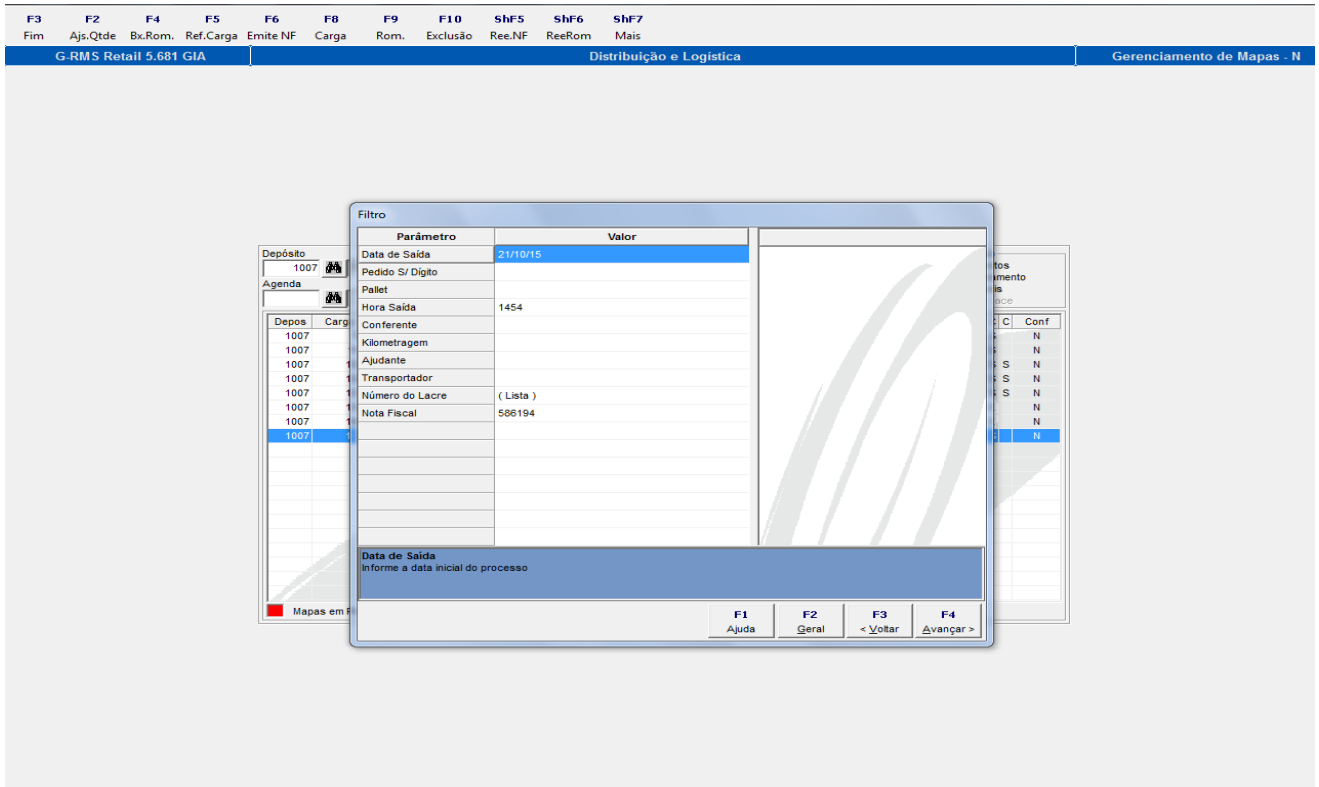 F3 F2 F4 F5 F6 F8 F9 F10 ShF5 ShF6 ShF7
Fim Ajs.Qtde Bx.Rom. Ref.Carga Emite NF Carga Rom. Exclusão Ree.NF ReeRom Mais
G-RMS Retail 5.681 GIA Distribuição e Logística Gerenciamento de Mapas - N
Filtro
Parâmetro Valor
Depósito Data de Saída 21/10/15
1007 Pedido S/ Dígito
Agenda Pallet
Hora Saída 1454
Depos Conferente C Conf
1007 N
Kilometragem
1007 N
1007 Ajudante S N
1007 Transportador S N
1007 Número do Lacre ( Lista ) S N
1007 Nota Fiscal 586194 N
1007 N
1007 N
Data de Saída
Informe a data inicial do processo
Mapas em
F1 F2 F3 F4
Ajuda Geral < Voltar Avançar >